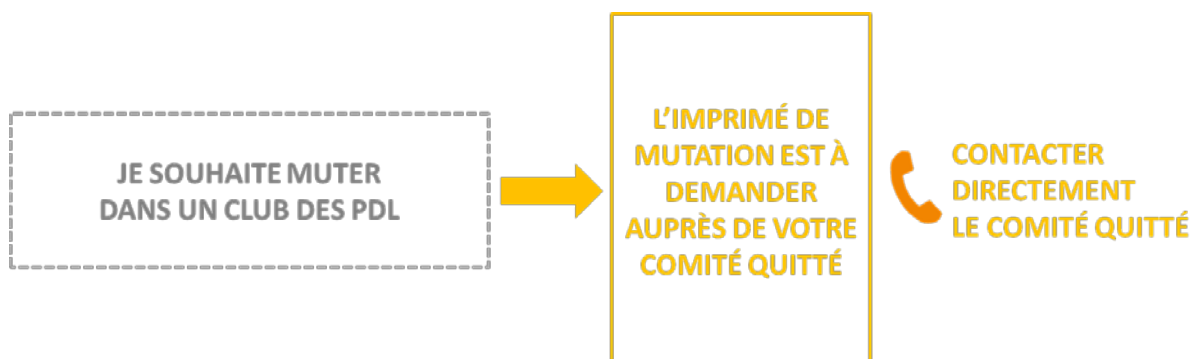 JE SOUHAITE MUTER
DANS UN CLUB DES PDL
L'IMPRIMÉ DE
MUTATION EST À
DEMANDER
AUPRÈS DE VOTRE
COMITÉ QUITTÉ
CONTACTER
DIRECTEMENT
LE COMITÉ QUITTÉ